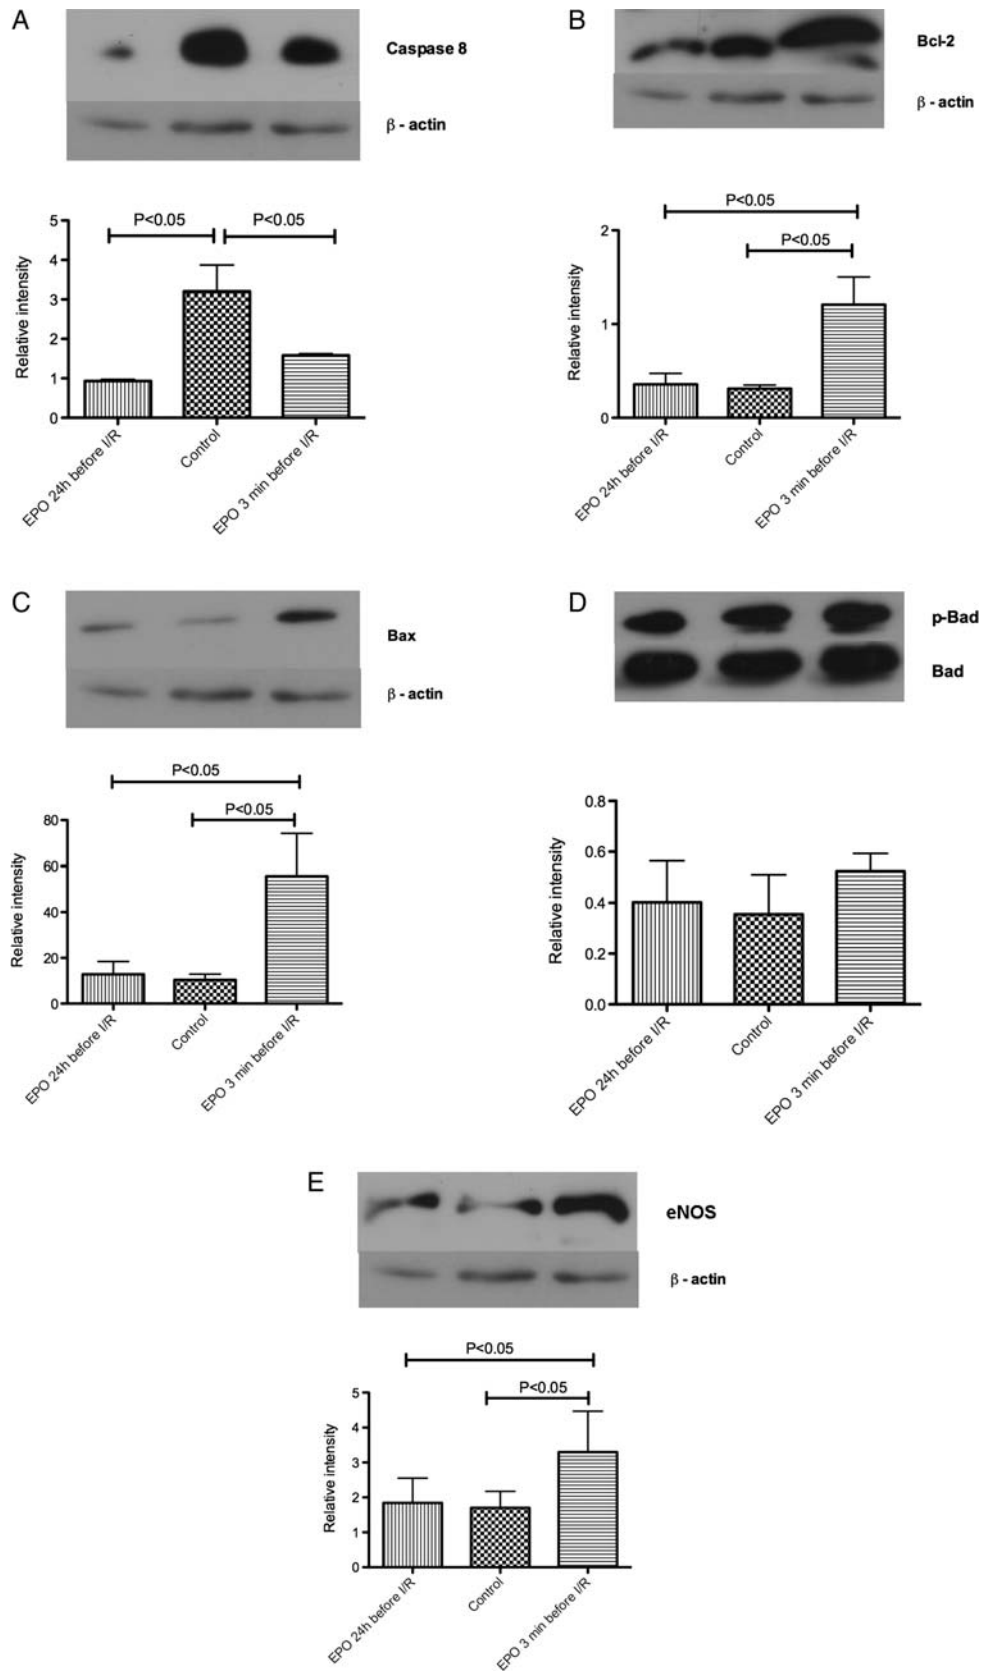 A
Caspase 8
β - actin
P<0.05
P<0.05
Relative intensity
5
4
3
2
1
0
EPO 24h before I/R
Control
EPO 3 min before I/R
B
Bcl-2
β - actin
P<0.05
P<0.05
Relative intensity
2
1
0
EPO 24h before I/R
Control
EPO 3 min before I/R
C
Bax
β - actin
P<0.05
P<0.05
Relative intensity
80
60
40
20
0
EPO 24h before I/R
Control
EPO 3 min before I/R
D
p-Bad
Bad
Relative intensity
0.8
0.6
0.4
0.2
0.0
EPO 24h before I/R
Control
EPO 3 min before I/R
E
eNOS
β - actin
P<0.05
P<0.05
Relative intensity
5
4
3
2
1
0
EPO 24h before I/R
Control
EPO 3 min before I/R